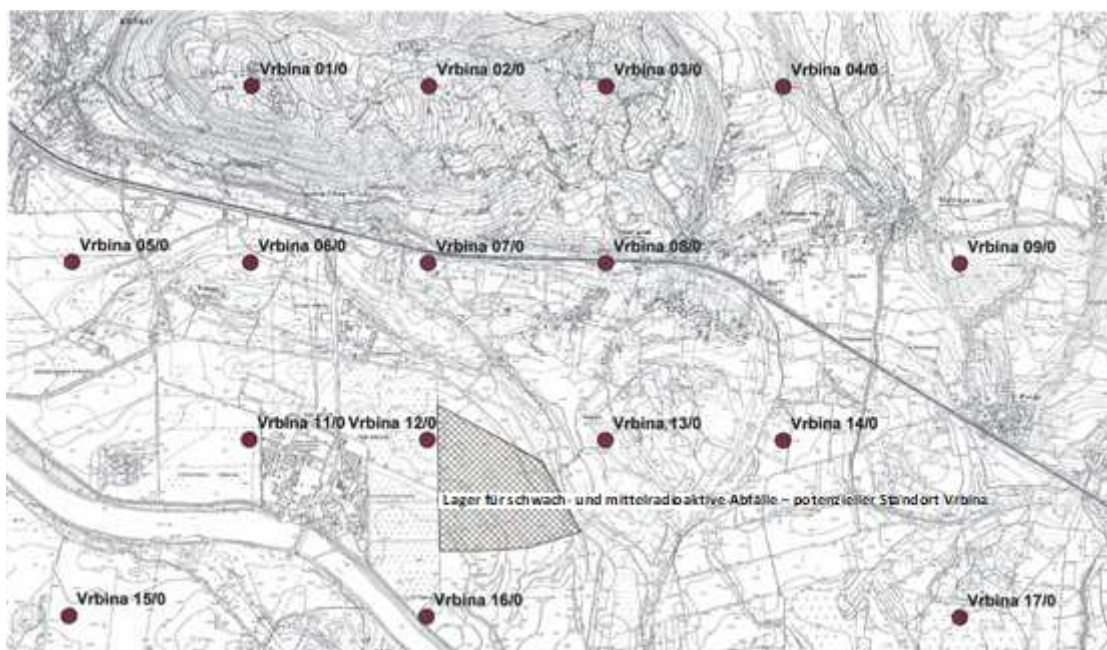 Vrbina 01/0
Vrbina 02/0
Vrbina 03/0
Vrbina 04/0
Vrbina 05/0
Vrbina 06/0
Vrbina 07/0
Vrbina 08/0
Vrbina 09/0
Vrbina 11/0
Vrbina 12/0
Vrbina 13/0
Vrbina 14/0
Lager für schwach- und mittelradioaktive Abfälle – potenzieller Standort Vrbina
Vrbina 15/0
Vrbina 16/0
Vrbina 17/0